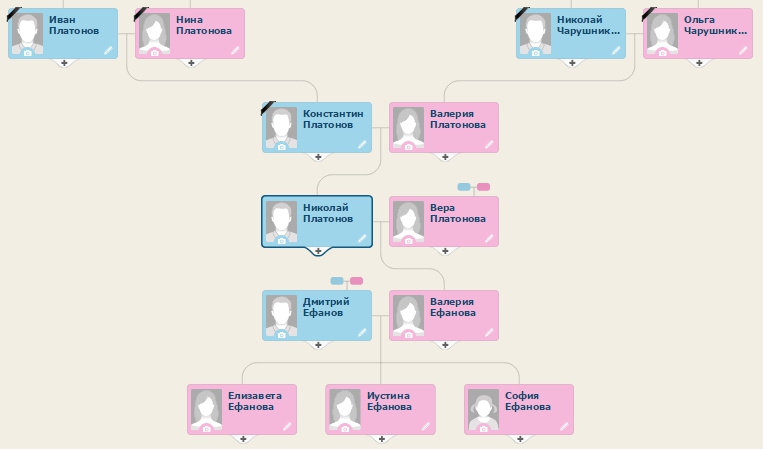 Иван
Платонов
Нина
Платонова
Николай
Чарушник...
Ольга
Чарушник...
Константин
Платонов
Валерия
Платонова
Николай
Платонов
Вера
Платонова
Дмитрий
Ефанов
Валерия
Ефанова
Елизавета
Ефанова
Иустина
Ефанова
София
Ефанова